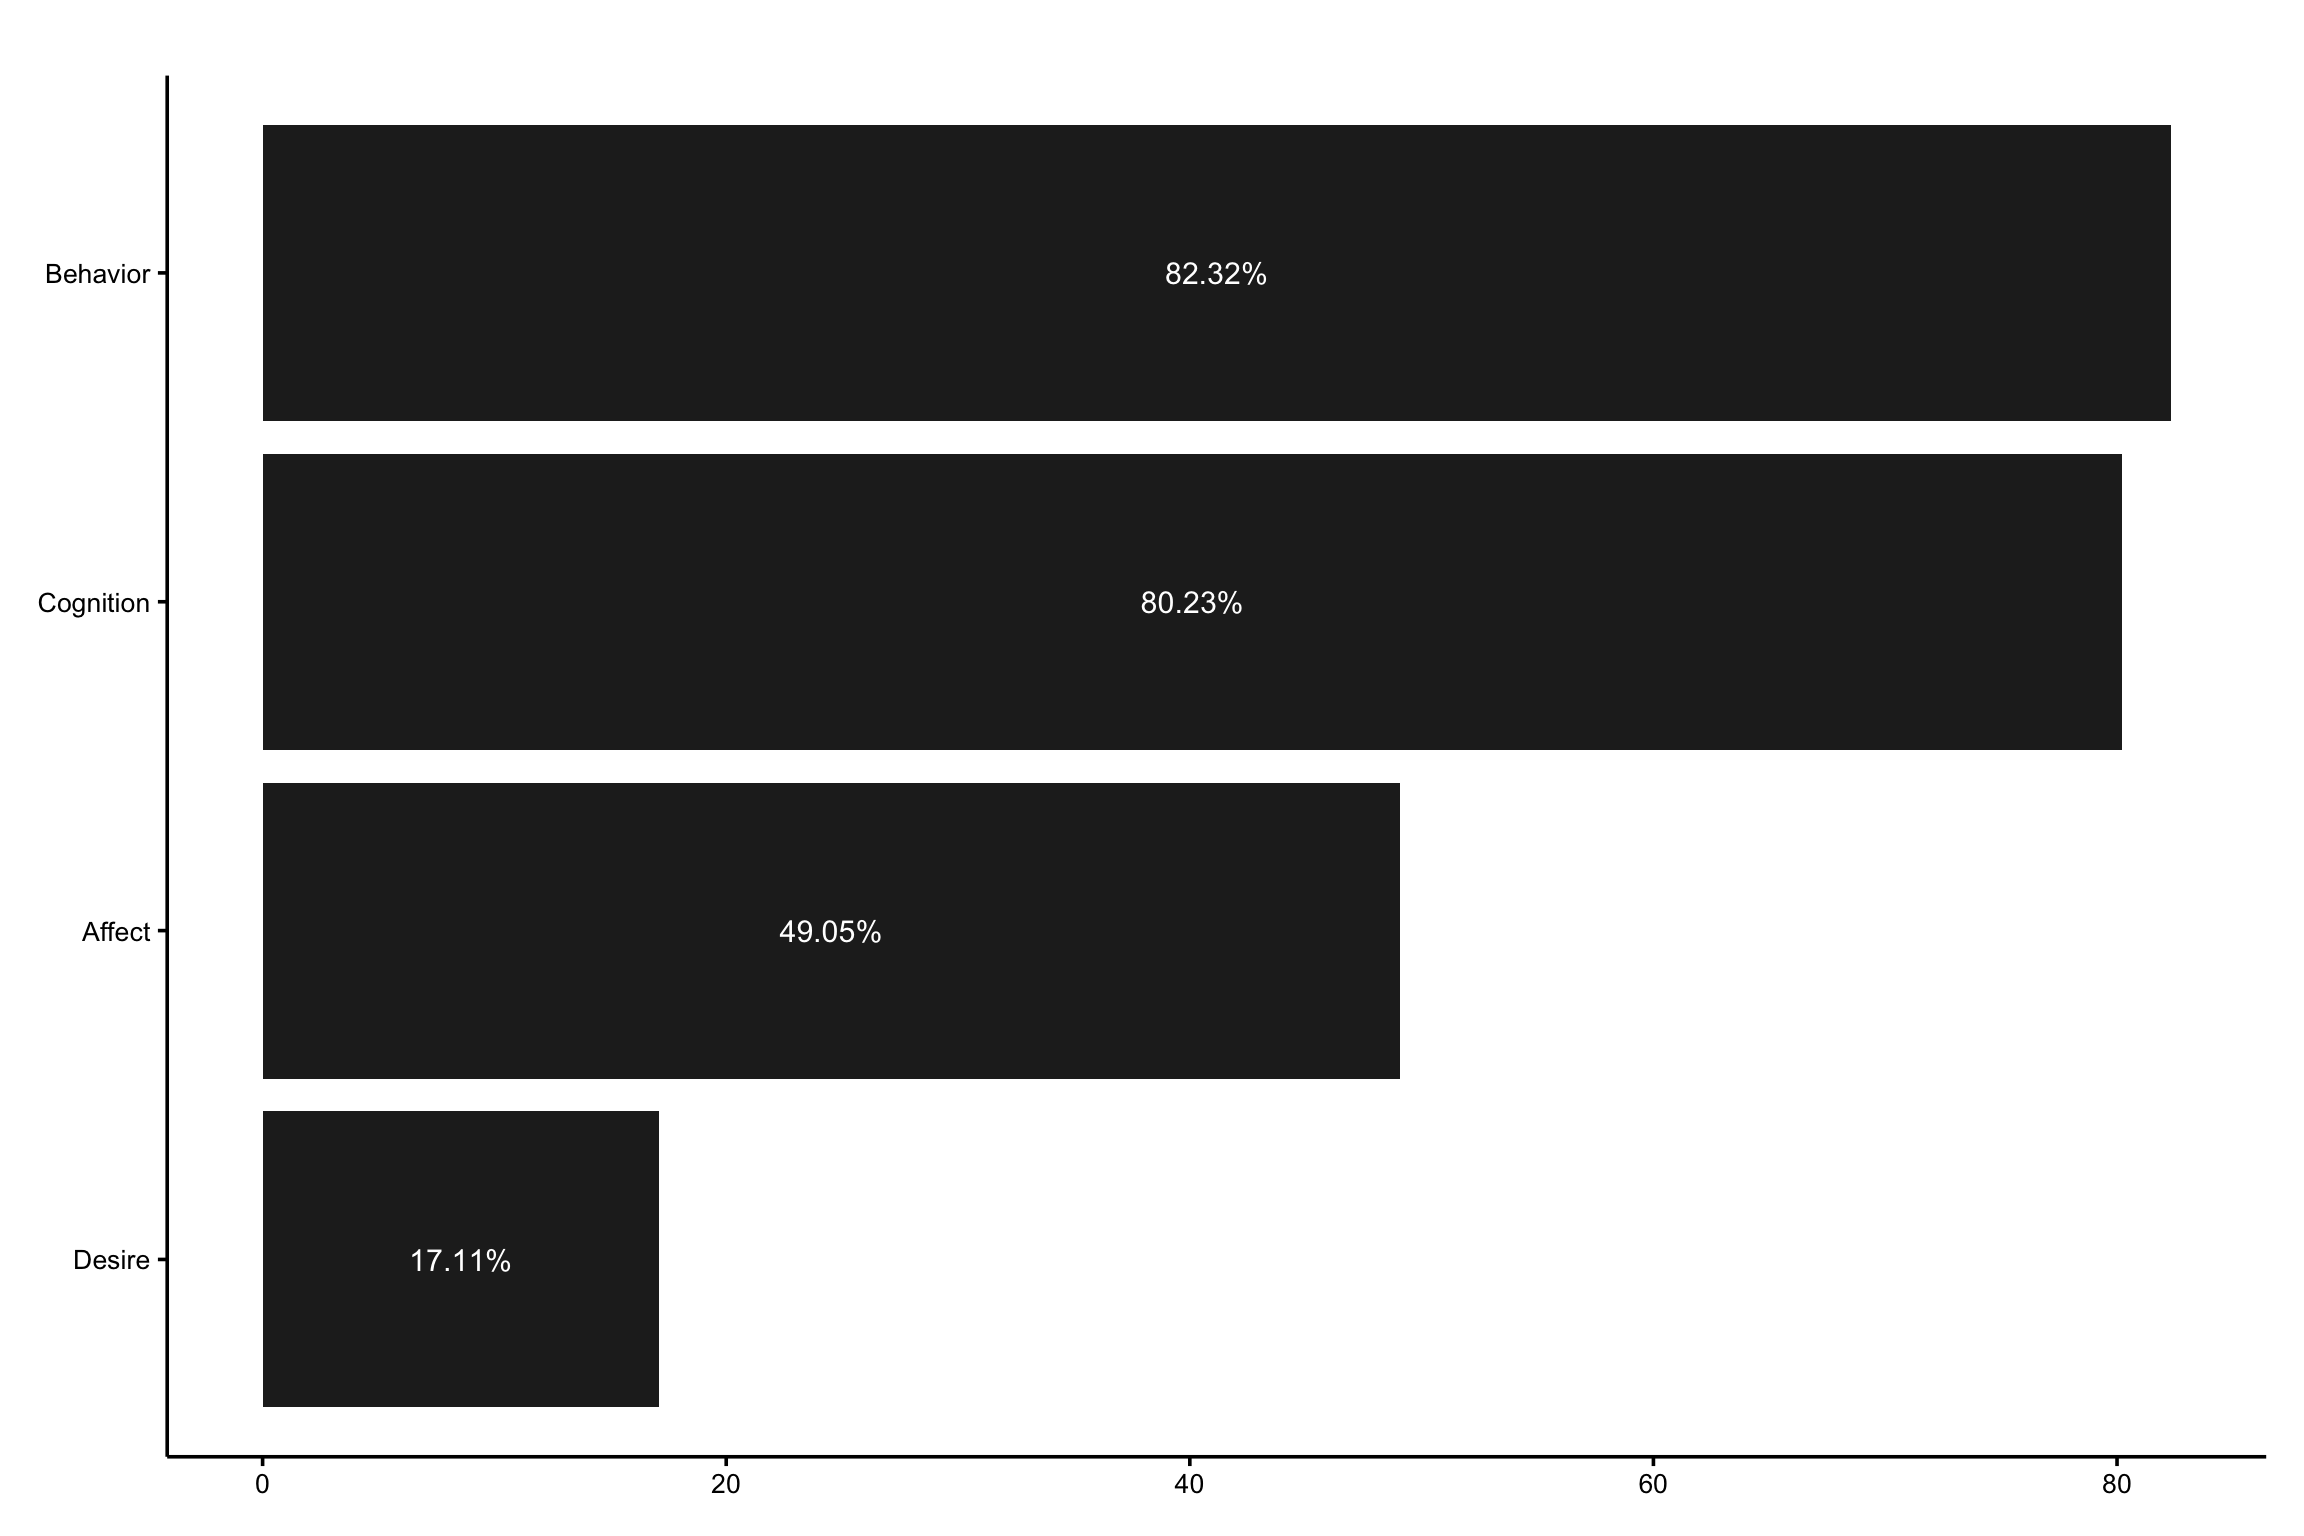 Behavior
82.32%
Cognition
80.23%
Affect
49.05%
Desire
17.11%
0 20 40 60 80